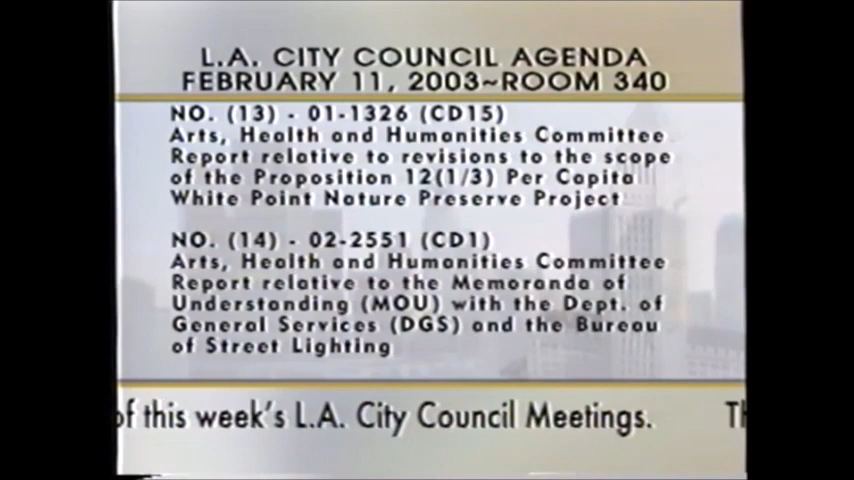 L.A. CITY COUNCIL AGENDA
FEBRUARY 11, 2003~ROOM 340
NO. (13) - 01-1326 (CD15)
Arts, Health and Humanities Committee
Report relative to revisions to the scope
of the Proposition 12(1/3) Per Capita
White Point Nature Preserve Project
NO. (14) - 02-2551 (CD1)
Arts, Health and Humanities Committee
Report relative to the Memoranda of
Understanding (MOU) with the Dept. of
General Services (DGS) and the Bureau
of Street Lighting
of this week's L.A. City Council Meetings.